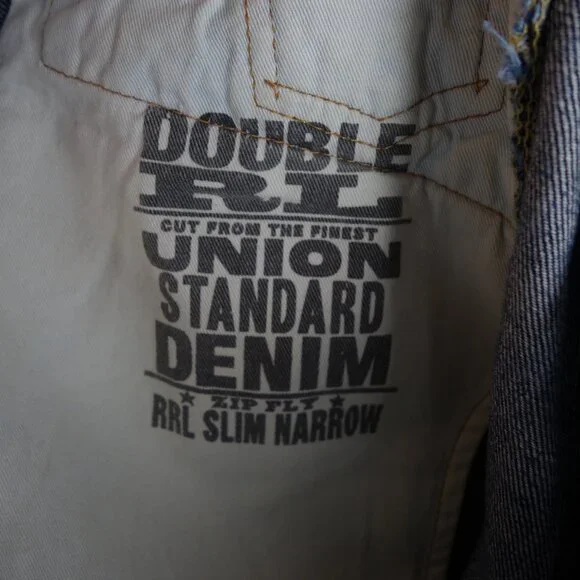 DOUBLE
RL
CUT FROM THE FINEST
UNION
STANDARD
DENIM
★ ZIP FLY ★
RRL SLIM NARROW